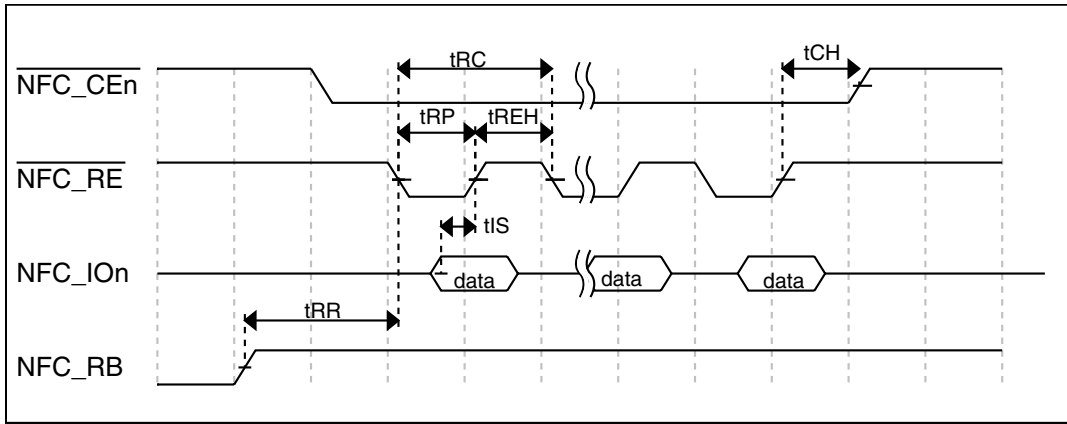 tRC
tCH
NFC_CEn
tRP
tREH
NFC_RE
tIS
NFC_IOn
data
data
data
tRR
NFC_RB